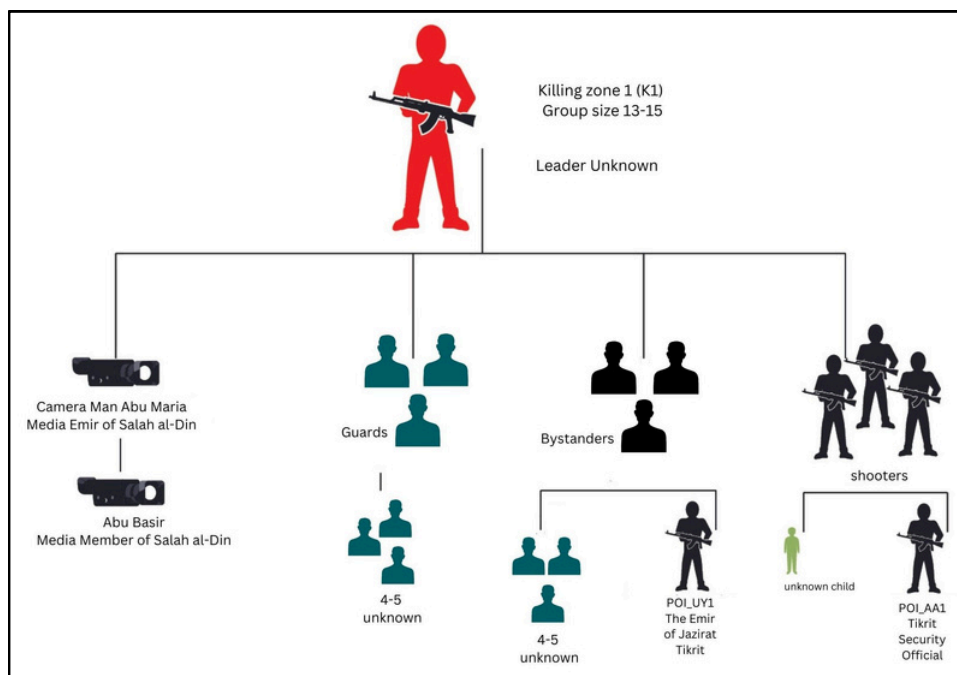 Killing zone 1 (K1)
Group size 13-15
Leader Unknown
Camera Man Abu Maria
Media Emir of Salah al-Din
Guards
Bystanders
shooters
Abu Basir
Media Member of Salah al-Din
4-5
unknown
4-5
unknown
POI_UY1
The Emir
of Jazirat
Tikrit
unknown child
POI_AA1
Tikrit
Security
Official